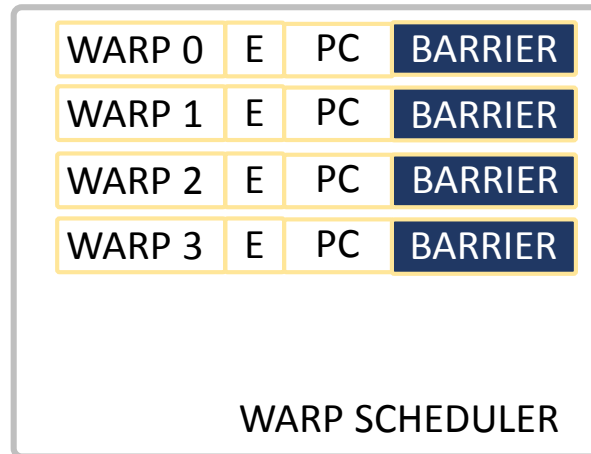 WARP 0 E PC BARRIER
WARP 1 E PC BARRIER
WARP 2 E PC BARRIER
WARP 3 E PC BARRIER
WARP SCHEDULER